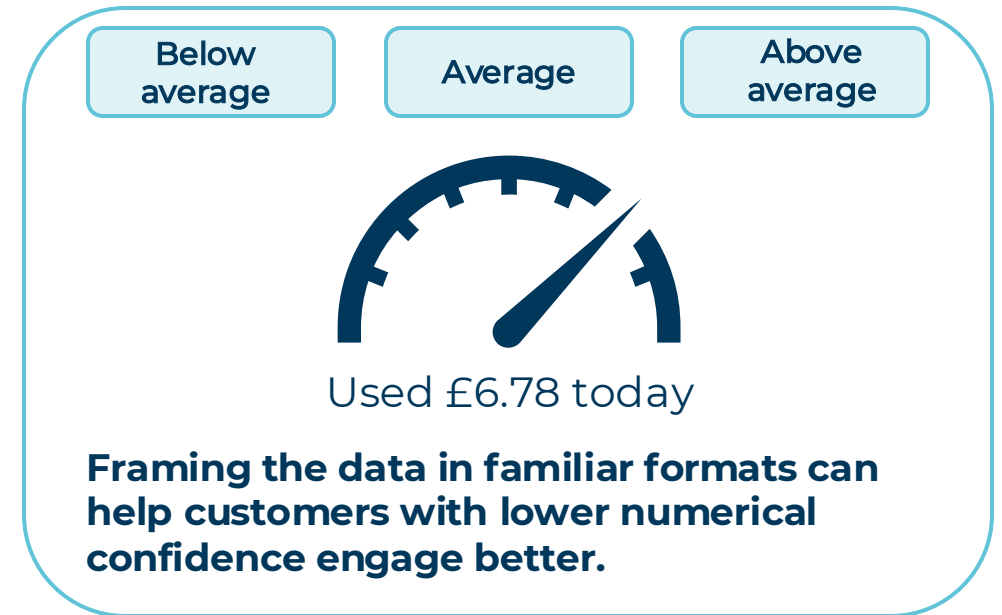 Below
average
Average
Above
average
Used £6.78 today
Framing the data in familiar formats can
help customers with lower numerical
confidence engage better.